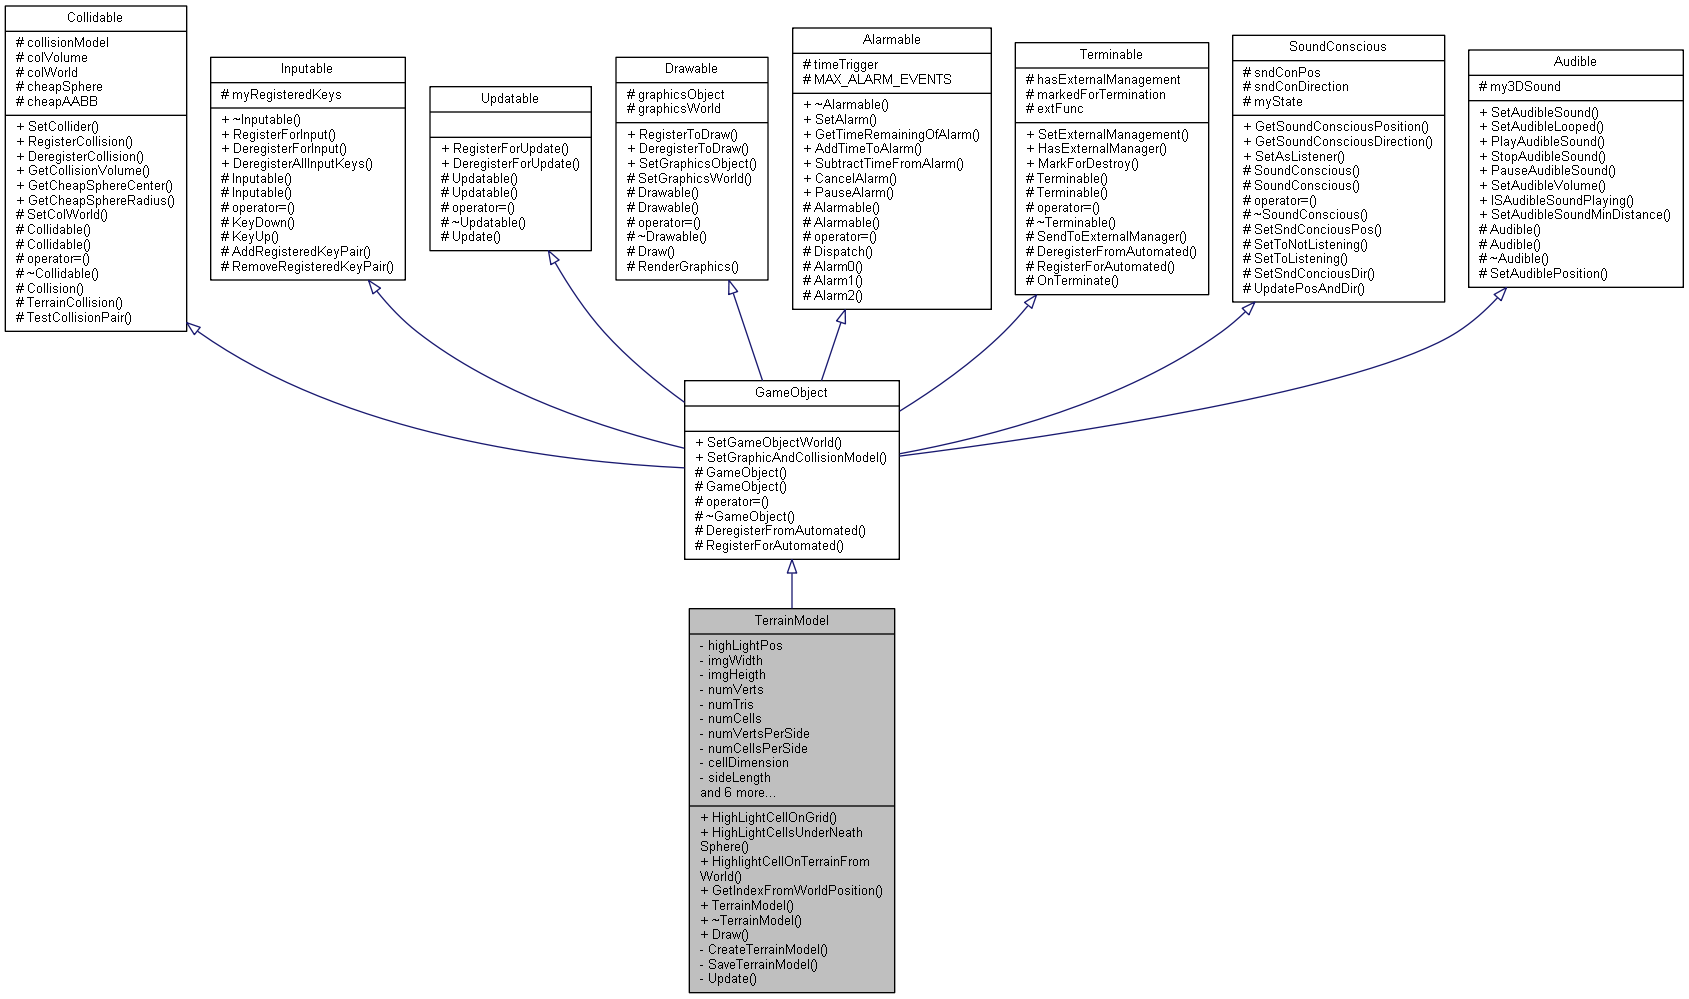 Collidable
# collisionModel
# colVolume
# colWorld
# cheapSphere
# cheapAABB
+ SetCollider()
+ RegisterCollision()
+ DeregisterCollision()
+ GetCollisionVolume()
+ GetCheapSphereCenter()
+ GetCheapSphereRadius()
# SetColWorld()
# Collidable()
# Collidable()
# operator=()
# ~Collidable()
# Collision()
# TerrainCollision()
# TestCollisionPair()
Inputable
# myRegisteredKeys
+ ~Inputable()
+ RegisterForInput()
+ DeregisterForInput()
+ DeregisterAllInputKeys()
# Inputable()
# Inputable()
# operator=()
# KeyDown()
# KeyUp()
# AddRegisteredKeyPair()
# RemoveRegisteredKeyPair()
Updatable
+ RegisterForUpdate()
+ DeregisterForUpdate()
# Updatable()
# Updatable()
# operator=()
# ~Updatable()
# Update()
Drawable
# graphicsObject
# graphicsWorld
+ RegisterToDraw()
+ DeregisterToDraw()
+ SetGraphicsObject()
# SetGraphicsWorld()
# Drawable()
# Drawable()
# operator=()
# ~Drawable()
# Draw()
# RenderGraphics()
Alarmable
# timeTrigger
# MAX_ALARM_EVENTS
+ ~Alarmable()
+ SetAlarm()
+ GetTimeRemainingOfAlarm()
+ AddTimeToAlarm()
+ SubtractTimeFromAlarm()
+ CancelAlarm()
+ PauseAlarm()
# Alarmable()
# Alarmable()
# operator=()
# Dispatch()
# Alarm0()
# Alarm1()
# Alarm2()
Terminable
# hasExternalManagement
# markedForTermination
# extFunc
+ SetExternalManagement()
+ HasExternalManager()
+ MarkForDestroy()
# Terminable()
# Terminable()
# operator=()
# ~Terminable()
# SendToExternalManager()
# DeregisterFromAutomated()
# RegisterForAutomated()
# OnTerminate()
SoundConscious
# sndConPos
# sndConDirection
# myState
+ GetSoundConsciousPosition()
+ GetSoundConsciousDirection()
+ SetAsListener()
# SoundConscious()
# SoundConscious()
# operator=()
# ~SoundConscious()
# SetSndConciousPos()
# SetToNotListening()
# SetToListening()
# SetSndConciousDir()
# UpdatePosAndDir()
Audible
# my3DSound
+ SetAudibleSound()
+ SetAudibleLooped()
+ PlayAudibleSound()
+ StopAudibleSound()
+ PauseAudibleSound()
+ SetAudibleVolume()
+ ISAudibleSoundPlaying()
+ SetAudibleSoundMinDistance()
# Audible()
# Audible()
# ~Audible()
# SetAudiblePosition()
GameObject
+ SetGameObjectWorld()
+ SetGraphicAndCollisionModel()
# GameObject()
# GameObject()
# operator=()
# ~GameObject()
# DeregisterFromAutomated()
# RegisterForAutomated()
TerrainModel
- highLightPos
- imgWidth
- imgHeigth
- numVerts
- numTris
- numCells
- numVertsPerSide
- numCellsPerSide
- cellDimension
- sideLength
and 6 more...
+ HighLightCellOnGrid()
+ HighLightCellsUnderNeath
Sphere()
+ HighlightCellOnTerrainFrom
World()
+ GetIndexFromWorldPosition()
+ TerrainModel()
+ ~TerrainModel()
+ Draw()
- CreateTerrainModel()
- SaveTerrainModel()
- Update()